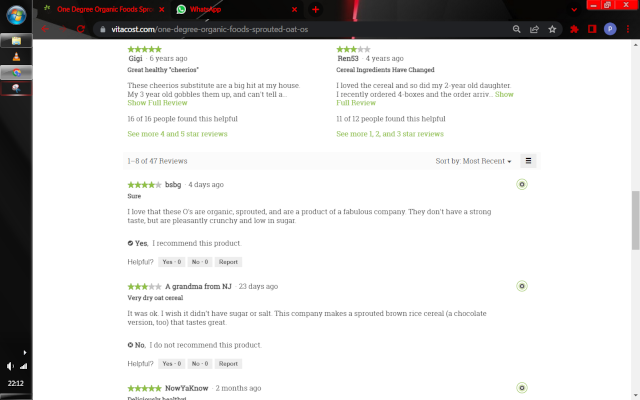 One Degree Organic Foods Spro
WhatsApp
vitacost.com/one-degree-organic-foods-sprouted-oat-os
P
Gigi · 6 years ago
Great healthy "cheerios"
These cheerios substitute are a big hit at my house.
My 3 year old gobbles them up, and can't tell a...
Show Full Review
16 of 16 people found this helpful
See more 4 and 5 star reviews
Ren53 · 4 years ago
Cereal Ingredients Have Changed
I loved the cereal and so did my 2-year old daughter.
I recently ordered 4-boxes and the order arriv... Show
Full Review
11 of 12 people found this helpful
See more 1, 2, and 3 star reviews
1–8 of 47 Reviews
Sort by: Most Recent
bsbg · 4 days ago
Sure
I love that these O's are organic, sprouted, and are a product of a fabulous company. They don't have a strong
taste, but are pleasantly crunchy and low in sugar.
Yes, I recommend this product.
Helpful? Yes · 0 No · 0 Report
A grandma from NJ · 23 days ago
Very dry oat cereal
It was ok. I wish it didn't have sugar or salt. This company makes a sprouted brown rice cereal (a chocolate
version, too) that tastes great.
No, I do not recommend this product.
Helpful? Yes · 0 No · 0 Report
NowYaKnow · 2 months ago
22:12